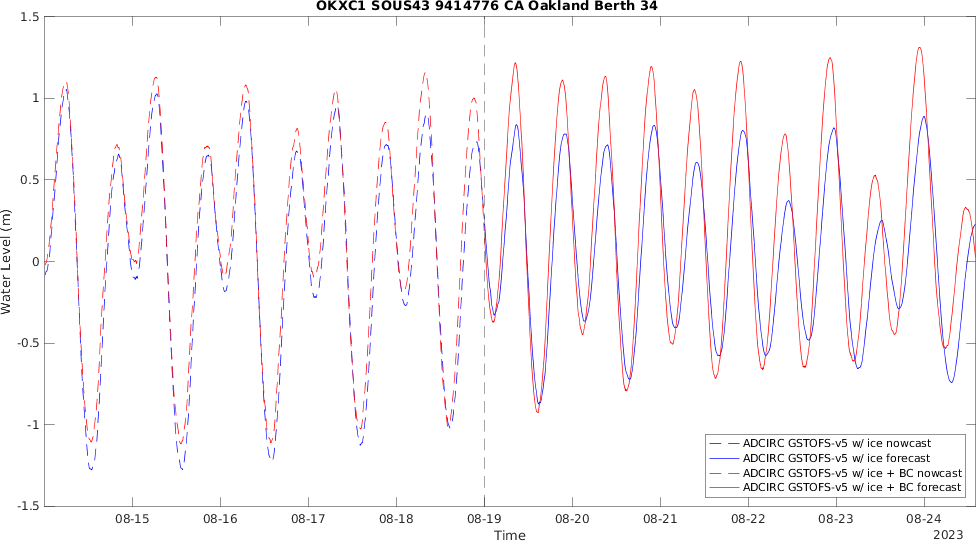 OKXC1 SOUS43 9414776 CA Oakland Berth 34
1.5
1
0.5
0
-0.5
-1
-1.5
Water Level (m)
08-15 08-16 08-17 08-18 08-19 08-20 08-21 08-22 08-23 08-24
Time
2023
ADCIRC GSTOFS-v5 w/ ice nowcast
ADCIRC GSTOFS-v5 w/ ice forecast
ADCIRC GSTOFS-v5 w/ ice + BC nowcast
ADCIRC GSTOFS-v5 w/ ice + BC forecast